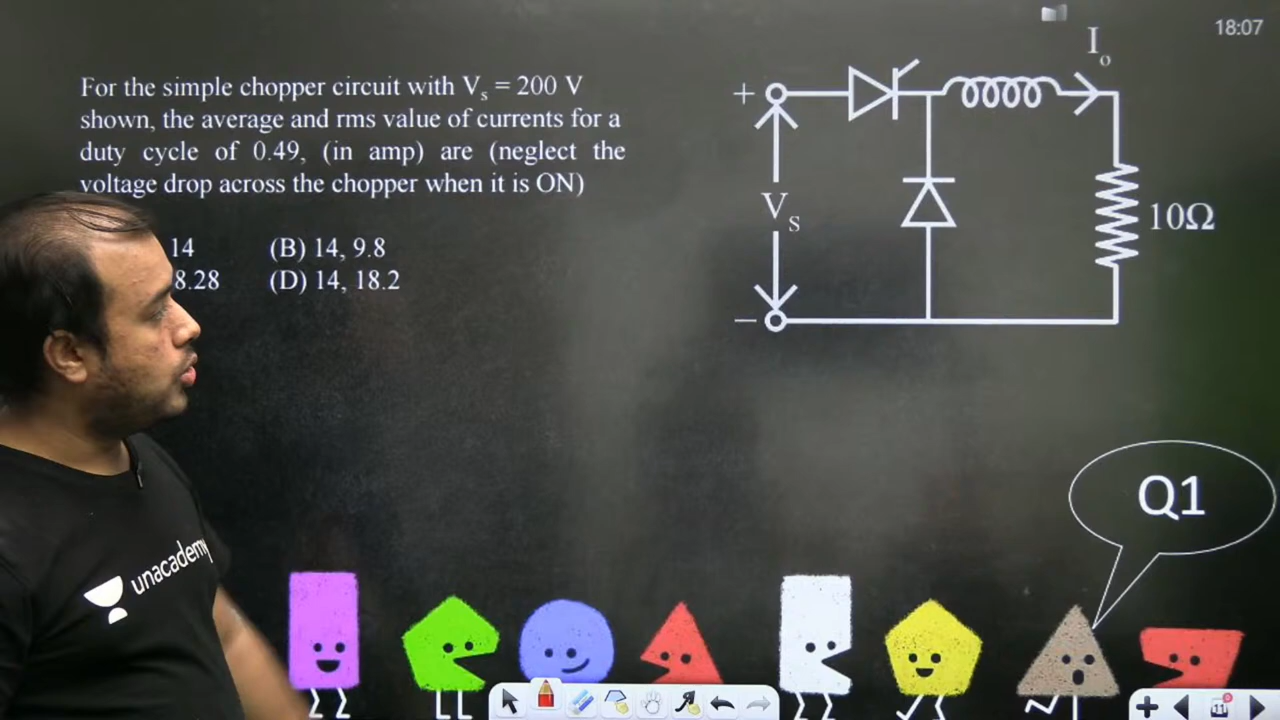 18:07
For the simple chopper circuit with Vs = 200 V
shown, the average and rms value of currents for a
duty cycle of 0.49, (in amp) are (neglect the
voltage drop across the chopper when it is ON)
14 (B) 14, 9.8
8.28 (D) 14, 18.2
Io
+
VS
10Ω
−
Q1
unacademy
11